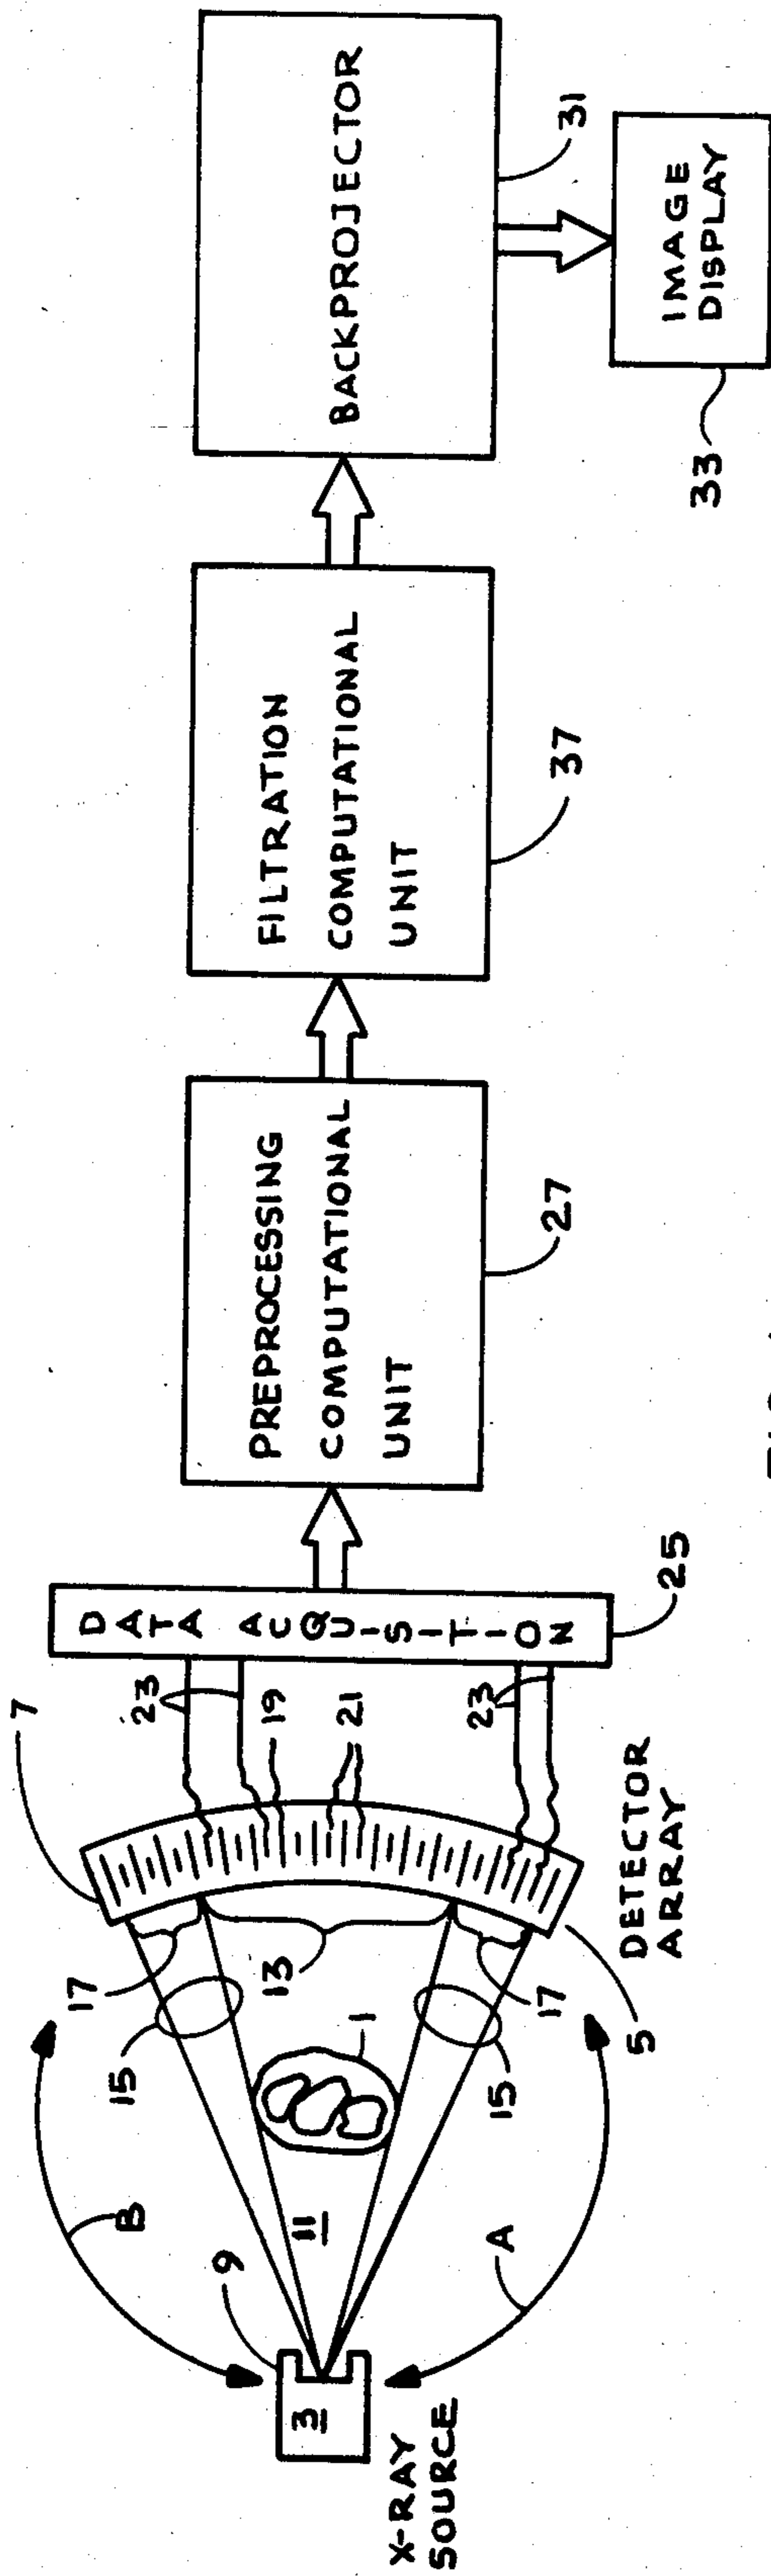 B
A
9
3
X-RAY
SOURCE
11
1
15
15
17
17
13
5
7
DETECTOR
ARRAY
19
21
23
23
DATA ACQUISITION
25
PREPROCESSING
COMPUTATIONAL
UNIT
27
FILTRATION
COMPUTATIONAL
UNIT
37
BACKPROJECTOR
31
IMAGE
DISPLAY
33